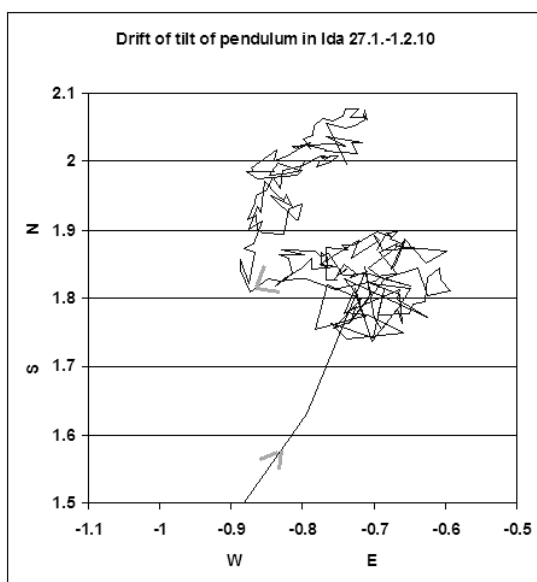 Drift of tilt of pendulum in Ida 27.1.-1.2.10
2.1
2
1.9
1.8
1.7
1.6
1.5
N
S
-1.1 -1 -0.9 -0.8 -0.7 -0.6 -0.5
W E